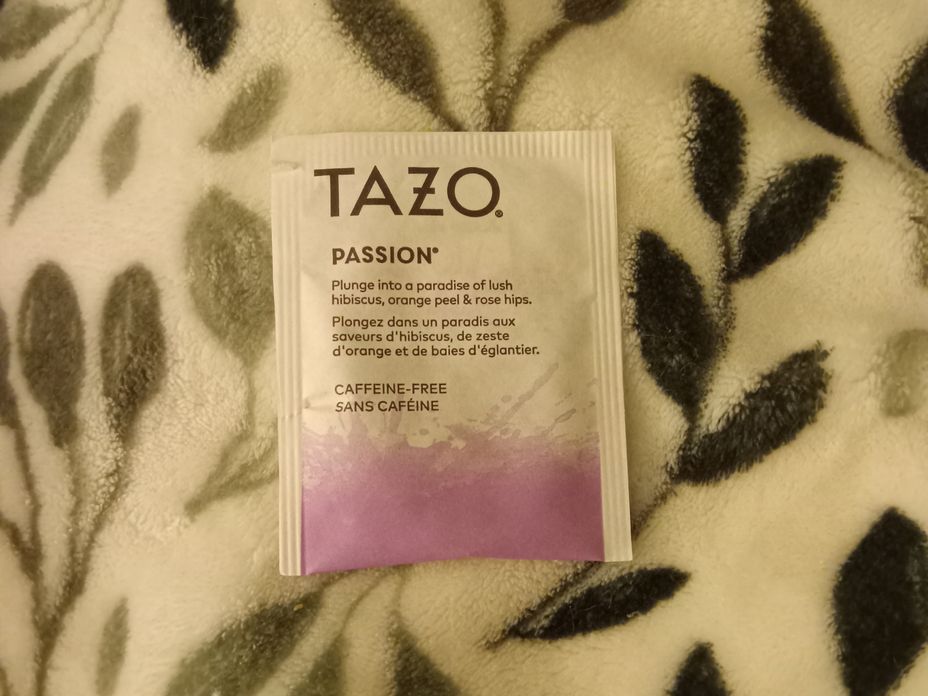 TAZO®
PASSION®
Plunge into a paradise of lush
hibiscus, orange peel & rose hips.
Plongez dans un paradis aux
saveurs d'hibiscus, de zeste
d'orange et de baies d'églantier.
CAFFEINE-FREE
SANS CAFÉINE